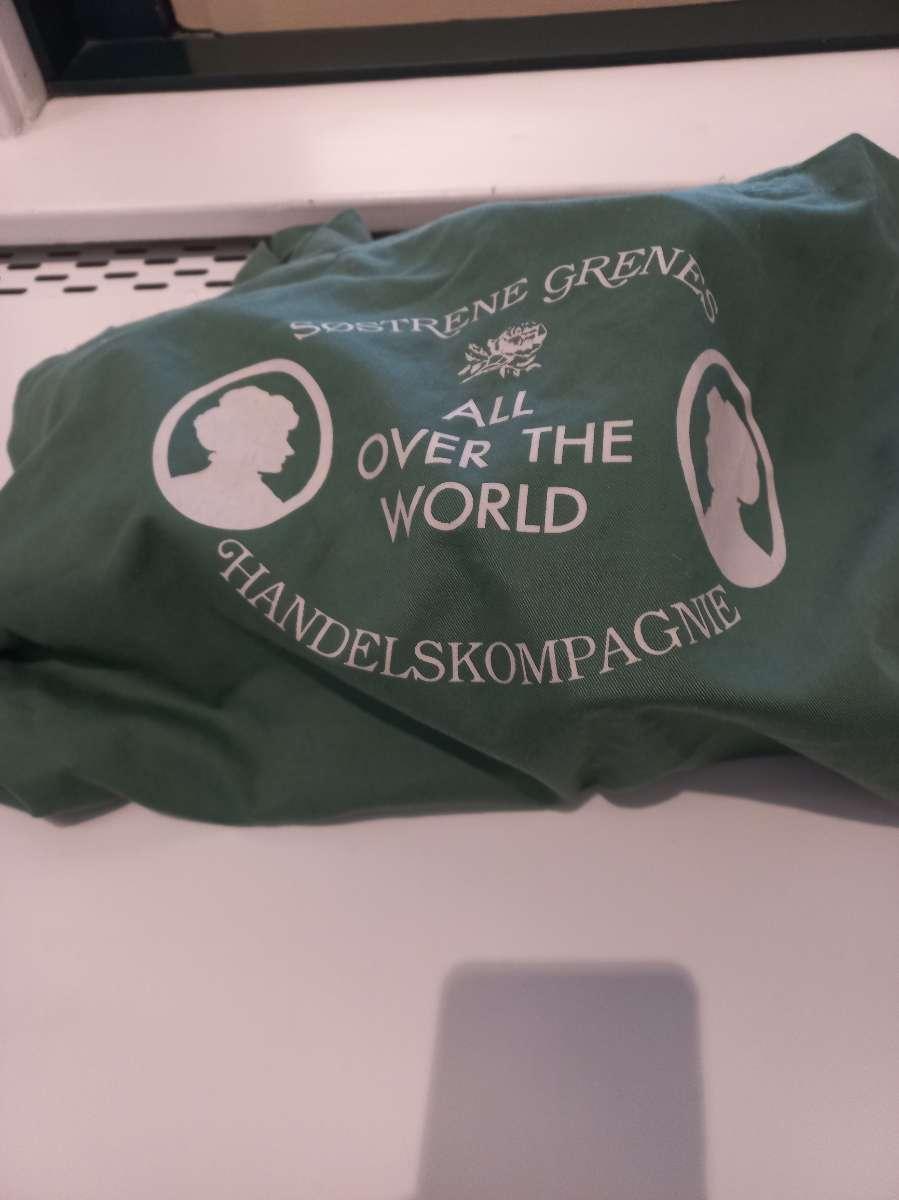 SØSTRENE GRENES
ALL
OVER THE
WORLD
HANDELSKOMPAGNIE